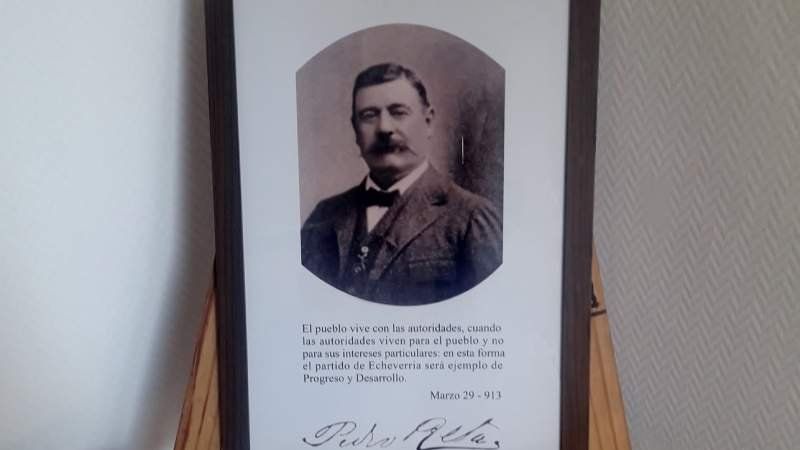 El pueblo vive con las autoridades, cuando
las autoridades viven para el pueblo y no
para sus intereses particulares: en esta forma
el partido de Echeverria será ejemplo de
Progreso y Desarrollo.
Marzo 29 - 913
Pedro Reta